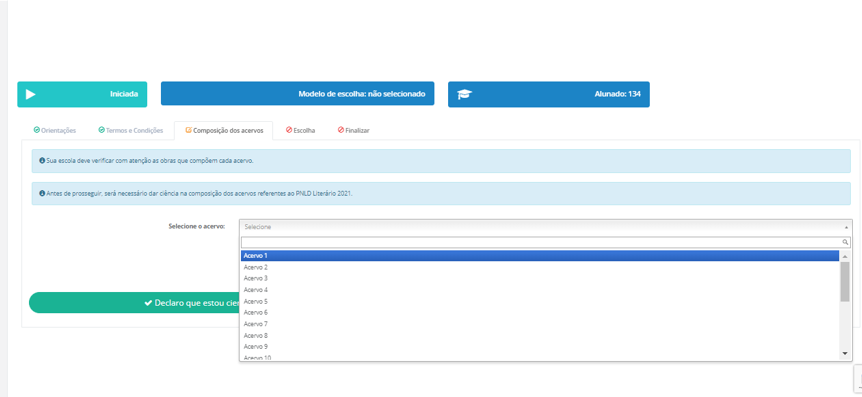 Iniciada
Modelo de escolha: não selecionado
Alunado: 134
Orientações
Termos e Condições
Composição dos acervos
Escolha
Finalizar
Sua escola deve verificar com atenção as obras que compõem cada acervo.
Antes de prosseguir, será necessário dar ciência na composição dos acervos referentes ao PNLD Literário 2021.
Selecione o acervo:
Selecione
Acervo 1
Acervo 2
Acervo 3
Acervo 4
Acervo 5
Acervo 6
Acervo 7
Acervo 8
Acervo 9
Acervo 10
Declaro que estou cien